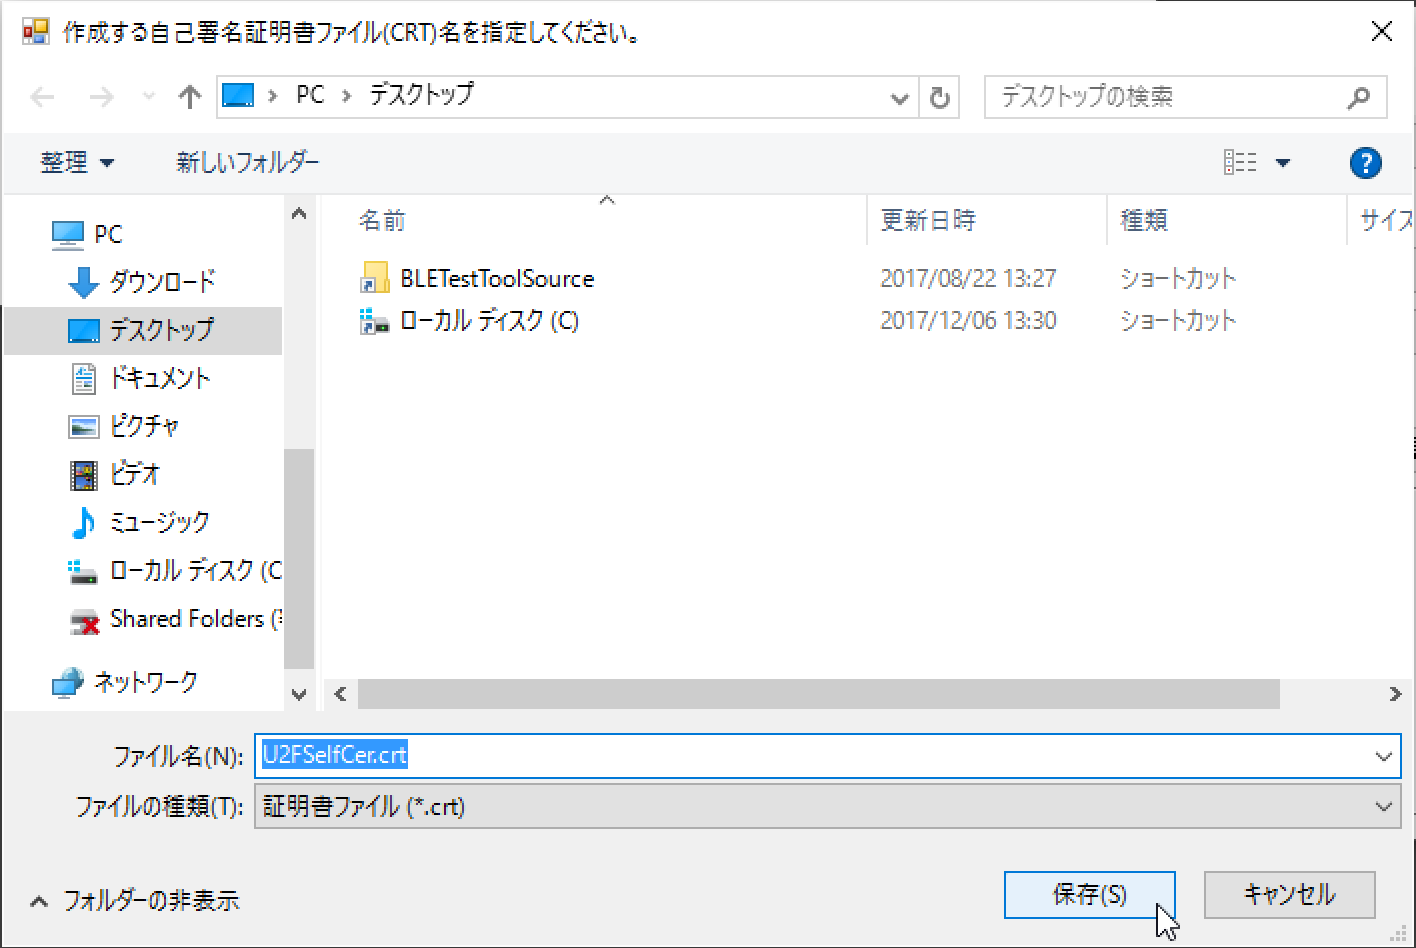 作成する自己署名証明書ファイル(CRT)名を指定してください。
PC デスクトップ
デスクトップの検索
整理 新しいフォルダー
名前 更新日時 種類 サイズ
PC
ダウンロード
デスクトップ
ドキュメント
ピクチャ
ビデオ
ミュージック
ローカル ディスク (C
Shared Folders (
ネットワーク
BLETestToolSource 2017/08/22 13:27 ショートカット
ローカル ディスク (C) 2017/12/06 13:30 ショートカット
ファイル名(N): U2FSelfCer.crt
ファイルの種類(T): 証明書ファイル (*.crt)
フォルダーの非表示
保存(S) キャンセル